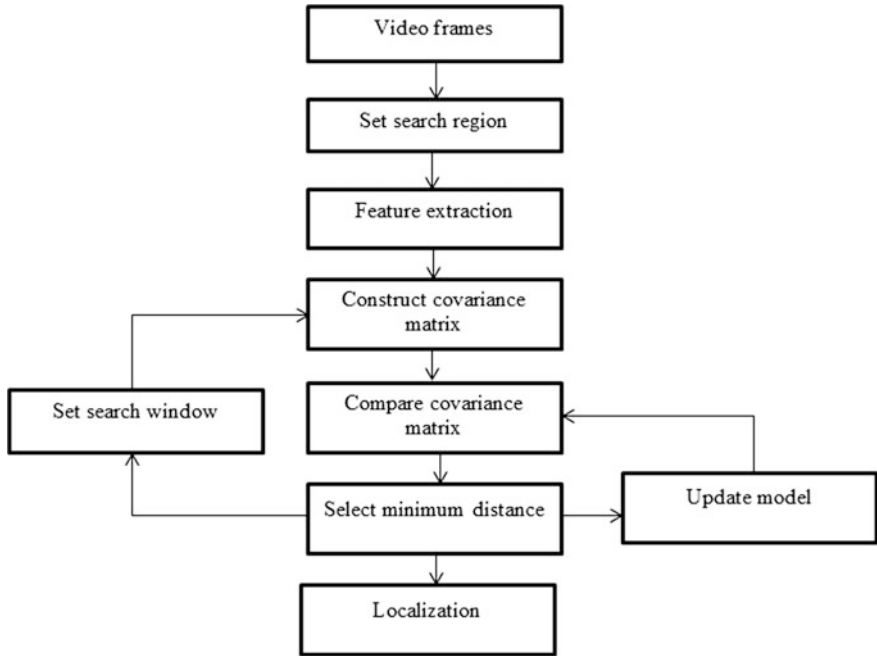 Video frames
Set search region
Feature extraction
Construct covariance
matrix
Set search window
Compare covariance
matrix
Select minimum distance
Update model
Localization